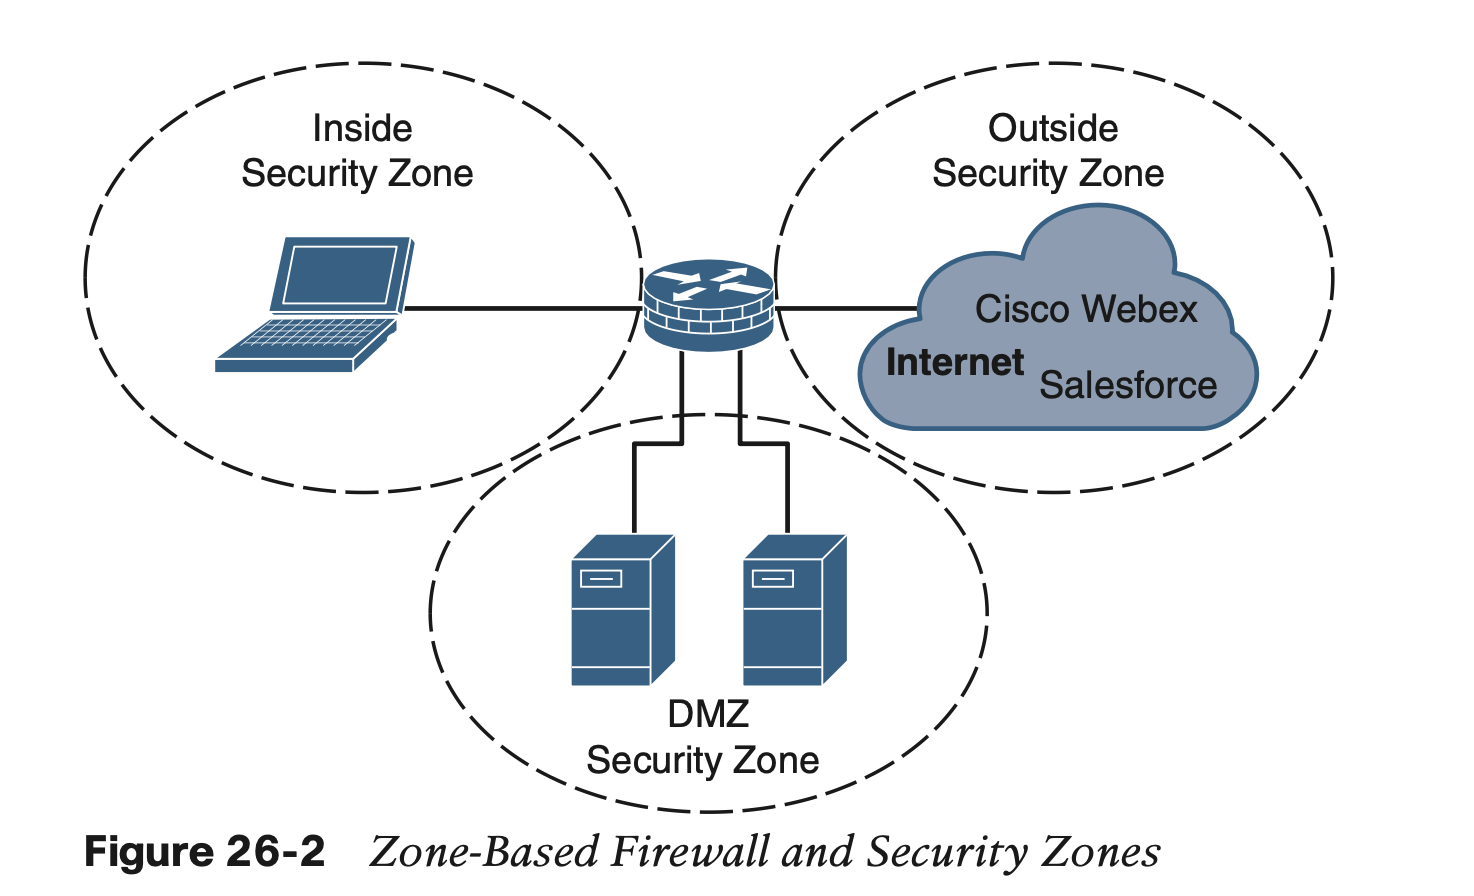 Inside
Security Zone
Outside
Security Zone
Cisco Webex
Internet
Salesforce
DMZ
Security Zone
Figure 26-2 Zone-Based Firewall and Security Zones